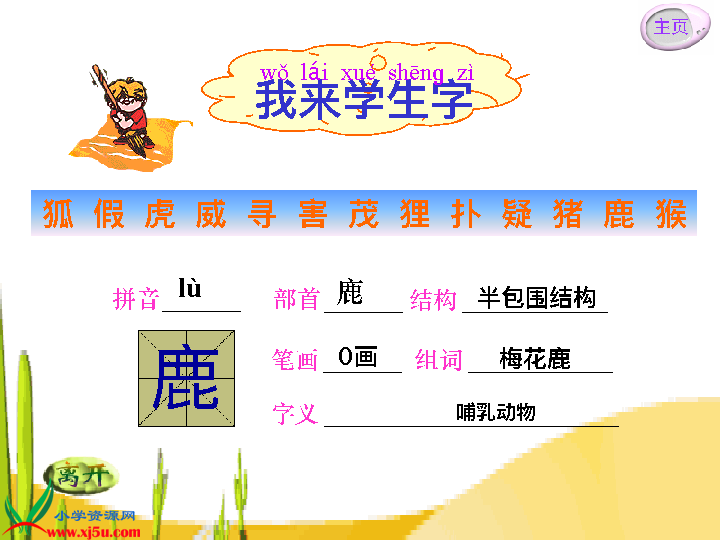 主页
wǒ lái xué shēng zì
我来学生字
狐 假 虎 威 寻 害 茂 狸 扑 疑 猪 鹿 猴
拼音 lù 部首 鹿 结构 半包围结构
鹿
笔画 0画 组词 梅花鹿
字义 哺乳动物
离开
小学资源网
www.xj5u.com